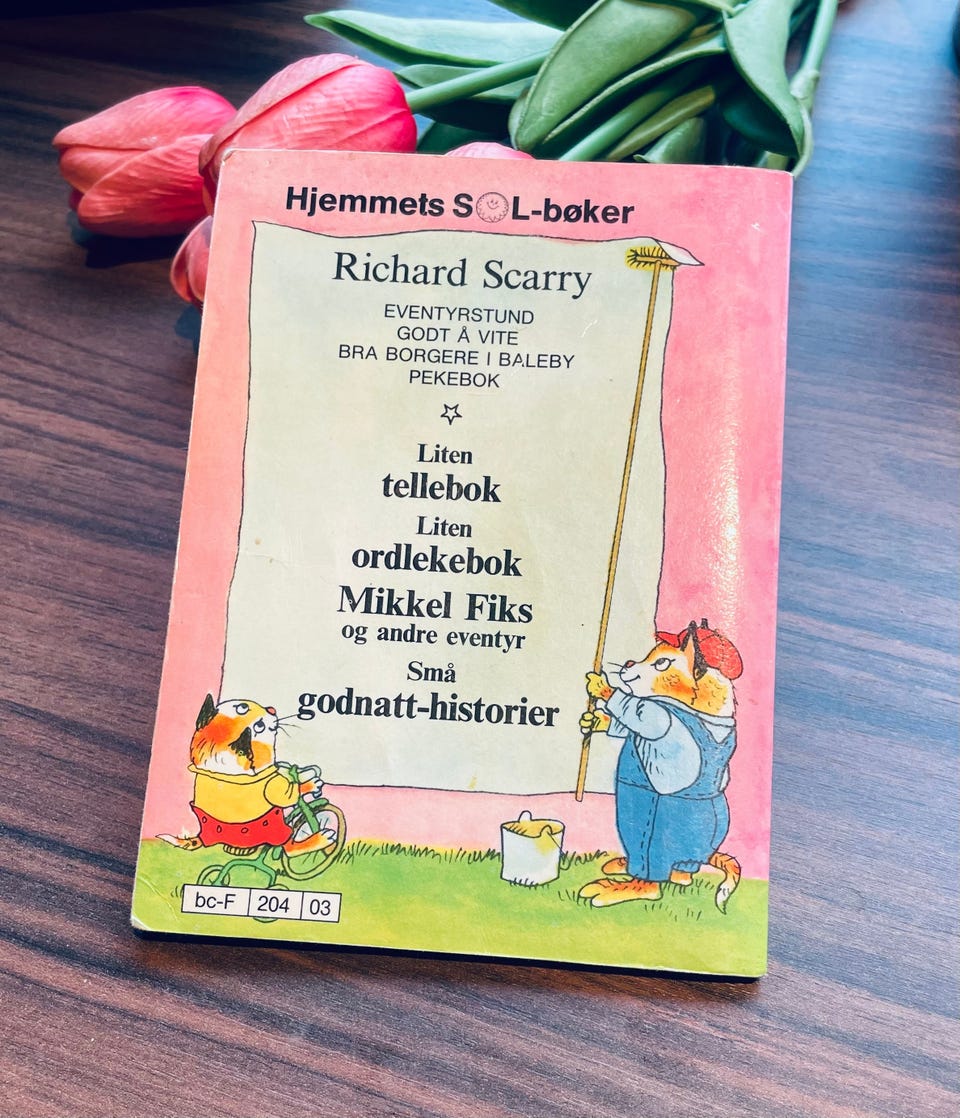 Hjemmets SOL-bøker
Richard Scarry
EVENTYRSTUND
GODT Å VITE
BRA BORGERE I BALEBY
PEKEBOK
Liten
tellebok
Liten
ordlekebok
Mikkel Fiks
og andre eventyr
Små
godnatt-historier
bc-F 204 03